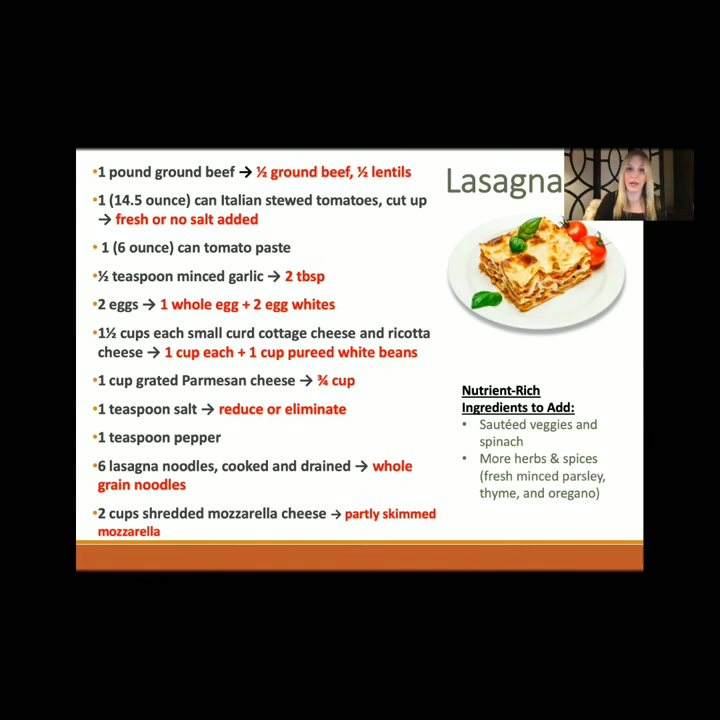 Lasagna
•1 pound ground beef → ½ ground beef, ½ lentils
•1 (14.5 ounce) can Italian stewed tomatoes, cut up
→ fresh or no salt added
• 1 (6 ounce) can tomato paste
•½ teaspoon minced garlic → 2 tbsp
•2 eggs → 1 whole egg + 2 egg whites
•1½ cups each small curd cottage cheese and ricotta
cheese → 1 cup each + 1 cup pureed white beans
•1 cup grated Parmesan cheese → ¾ cup
•1 teaspoon salt → reduce or eliminate
•1 teaspoon pepper
•6 lasagna noodles, cooked and drained → whole
grain noodles
•2 cups shredded mozzarella cheese → partly skimmed
mozzarella
Nutrient-Rich
Ingredients to Add:
• Sautéed veggies and
spinach
• More herbs & spices
(fresh minced parsley,
thyme, and oregano)